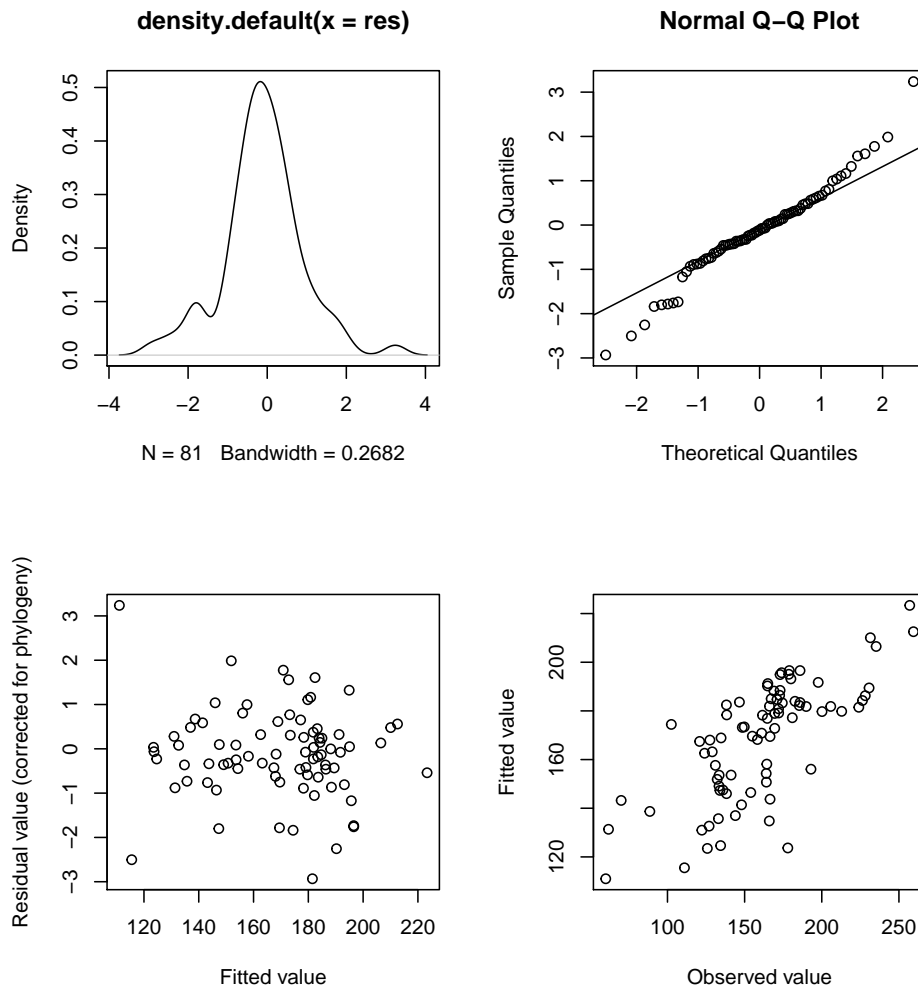 density.default(x = res)
Density
0.0 0.1 0.2 0.3 0.4 0.5
−4 −2 0 2 4
N = 81 Bandwidth = 0.2682
Normal Q−Q Plot
Sample Quantiles
−3 −2 −1 0 1 2 3
−2 −1 0 1 2
Theoretical Quantiles
Residual value (corrected for phylogeny)
−3 −2 −1 0 1 2 3
120 140 160 180 200 220
Fitted value
Fitted value
120 160 200
100 150 200 250
Observed value